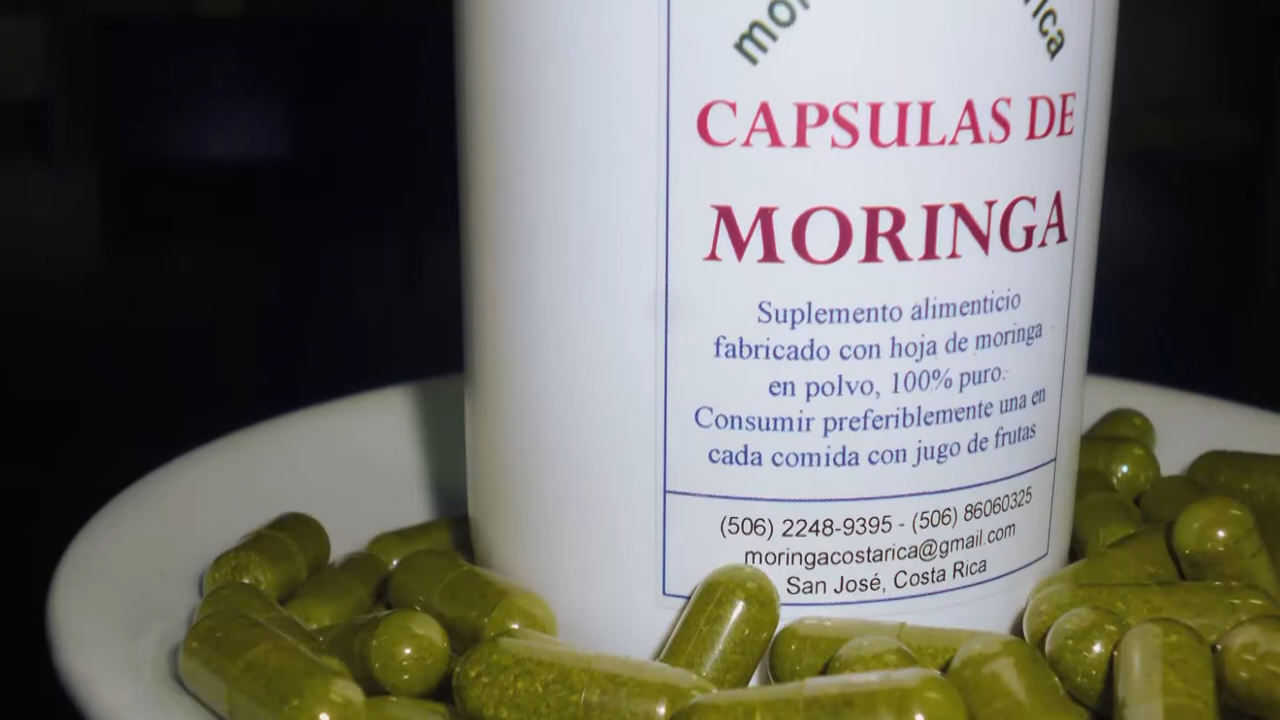 CAPSULAS DE
MORINGA
Suplemento alimenticio
fabricado con hoja de moringa
en polvo, 100% puro.
Consumir preferiblemente una en
cada comida con jugo de frutas
(506) 2248-9395 - (506) 86060325
moringacostarica@gmail.com
San José, Costa Rica